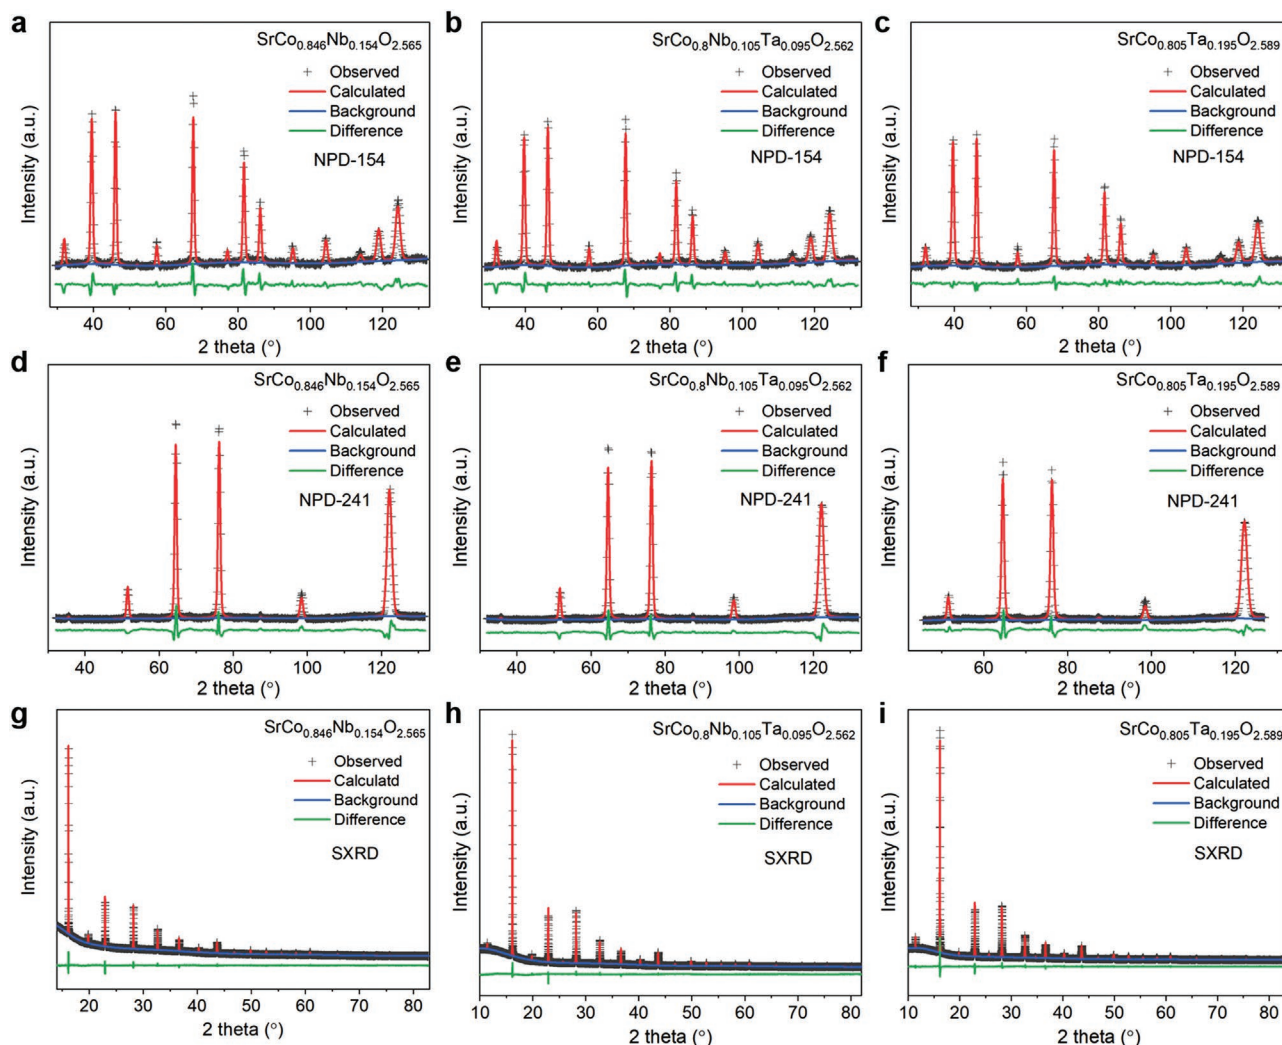 a
SrCo0.846Nb0.154O2.565
Observed
Calculated
Background
Difference
NPD-154
Intensity (a.u.)
40 60 80 100 120
2 theta (°)
b
SrCo0.8Nb0.105Ta0.095O2.562
Observed
Calculated
Background
Difference
NPD-154
Intensity (a.u.)
40 60 80 100 120
2 theta (°)
c
SrCo0.805Ta0.195O2.589
Observed
Calculated
Background
Difference
NPD-154
Intensity (a.u.)
40 60 80 100 120
2 theta (°)
d
SrCo0.846Nb0.154O2.565
Observed
Calculated
Background
Difference
NPD-241
Intensity (a.u.)
40 60 80 100 120
2 theta (°)
e
SrCo0.8Nb0.105Ta0.095O2.562
Observed
Calculated
Background
Difference
NPD-241
Intensity (a.u.)
40 60 80 100 120
2 theta (°)
f
SrCo0.805Ta0.195O2.589
Observed
Calculated
Background
Difference
NPD-241
Intensity (a.u.)
60 80 100 120
2 theta (°)
g
SrCo0.846Nb0.154O2.565
Observed
Calculatd
Background
Difference
SXRD
Intensity (a.u.)
20 30 40 50 60 70 80
2 theta (°)
h
SrCo0.8Nb0.105Ta0.095O2.562
Observed
Calculated
Background
Difference
SXRD
Intensity (a.u.)
10 20 30 40 50 60 70 80
2 theta (°)
i
SrCo0.805Ta0.195O2.589
Observed
Calculated
Background
Difference
SXRD
Intensity (a.u.)
10 20 30 40 50 60 70 80
2 theta (°)